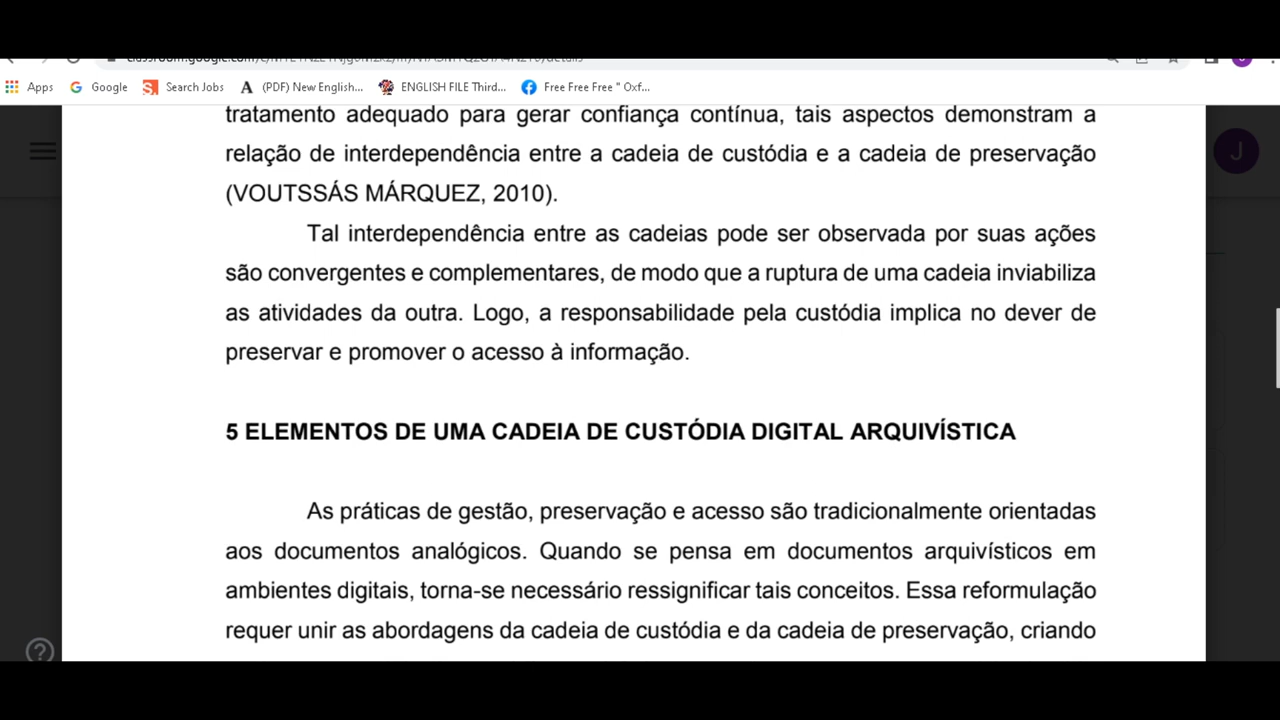 Apps Google Search Jobs (PDF) New English... ENGLISH FILE Third... Free Free Free " Oxf...
tratamento adequado para gerar confiança contínua, tais aspectos demonstram a
J
relação de interdependência entre a cadeia de custódia e a cadeia de preservação
(VOUTSSÁS MÁRQUEZ, 2010).
Tal interdependência entre as cadeias pode ser observada por suas ações
são convergentes e complementares, de modo que a ruptura de uma cadeia inviabiliza
as atividades da outra. Logo, a responsabilidade pela custódia implica no dever de
preservar e promover o acesso à informação.
5 ELEMENTOS DE UMA CADEIA DE CUSTÓDIA DIGITAL ARQUIVÍSTICA
As práticas de gestão, preservação e acesso são tradicionalmente orientadas
aos documentos analógicos. Quando se pensa em documentos arquivísticos em
ambientes digitais, torna-se necessário ressignificar tais conceitos. Essa reformulação
requer unir as abordagens da cadeia de custódia e da cadeia de preservação, criando